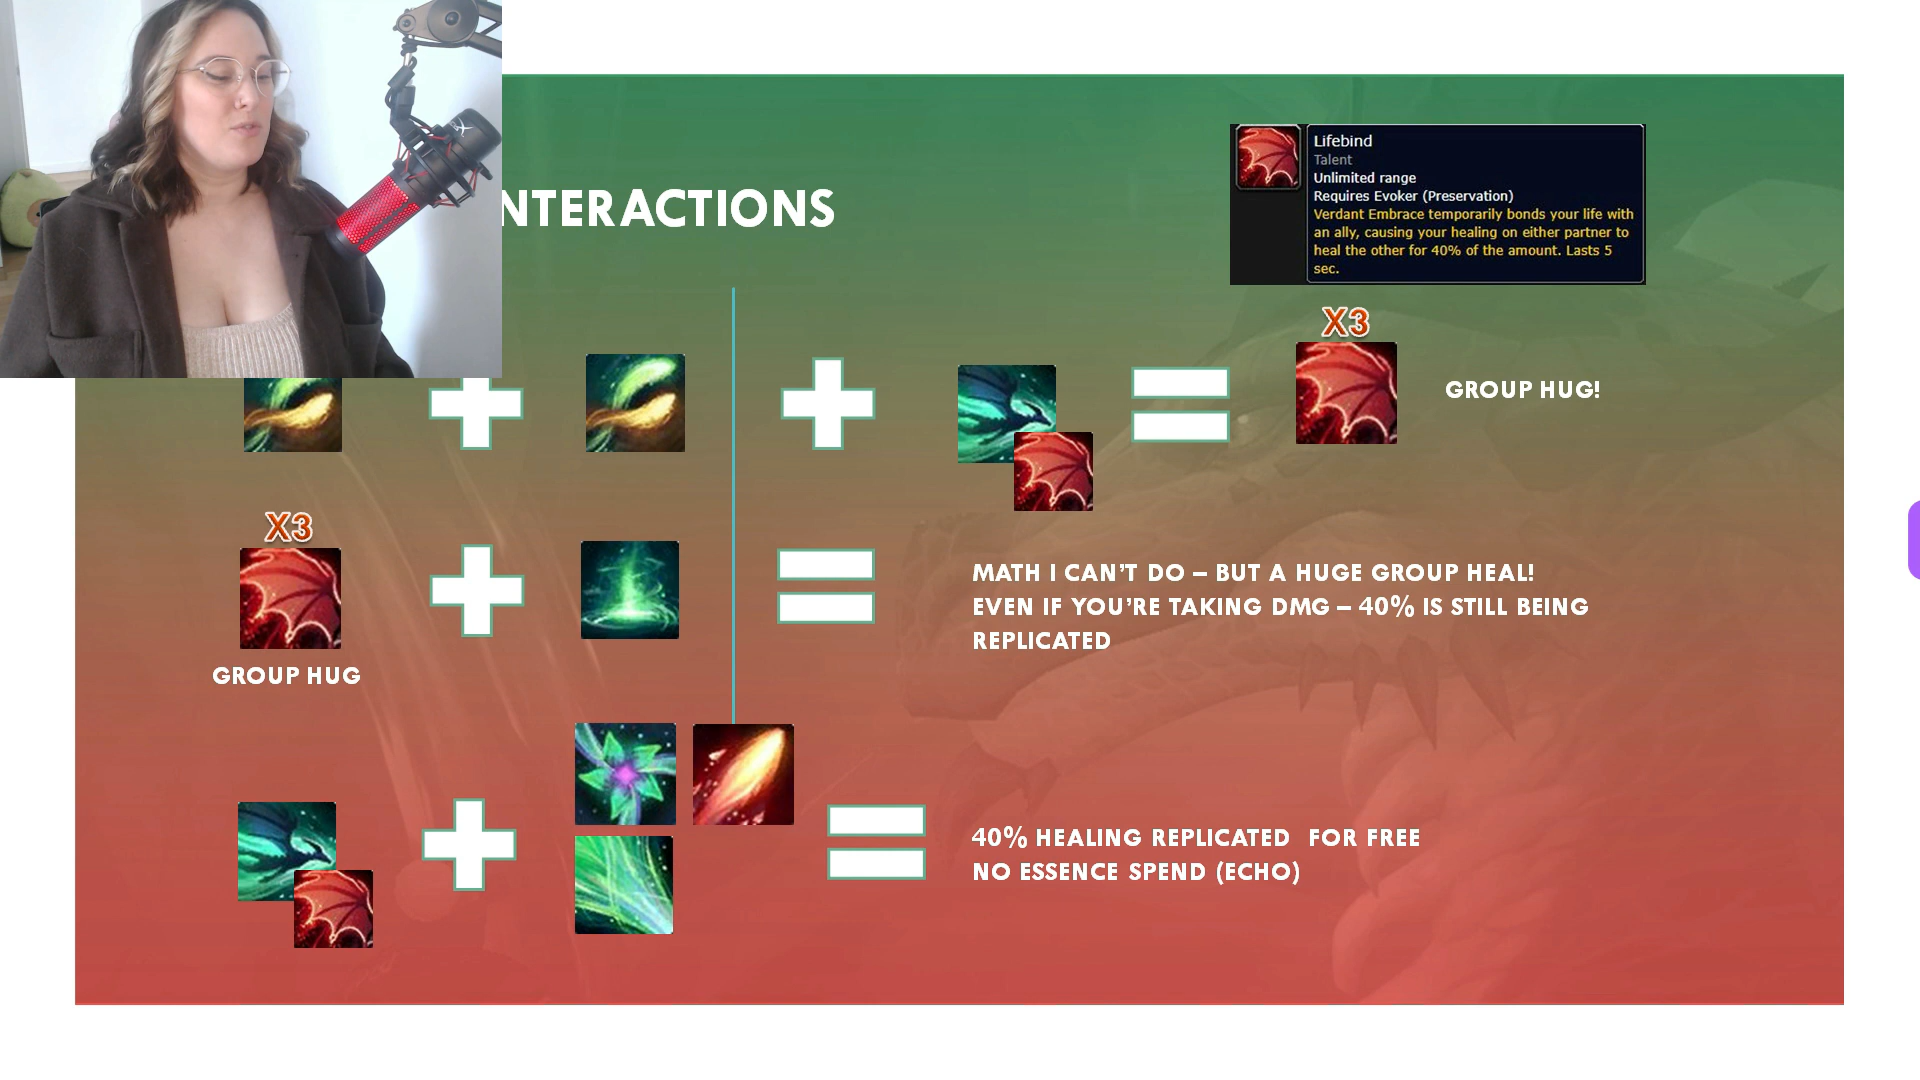 NTERACTIONS
Lifebind
Talent
Unlimited range
Requires Evoker (Preservation)
Verdant Embrace temporarily bonds your life with
an ally, causing your healing on either partner to
heal the other for 40% of the amount. Lasts 5
sec.
X3
GROUP HUG!
X3
GROUP HUG
MATH I CAN'T DO – BUT A HUGE GROUP HEAL!
EVEN IF YOU'RE TAKING DMG – 40% IS STILL BEING
REPLICATED
40% HEALING REPLICATED  FOR FREE
NO ESSENCE SPEND (ECHO)